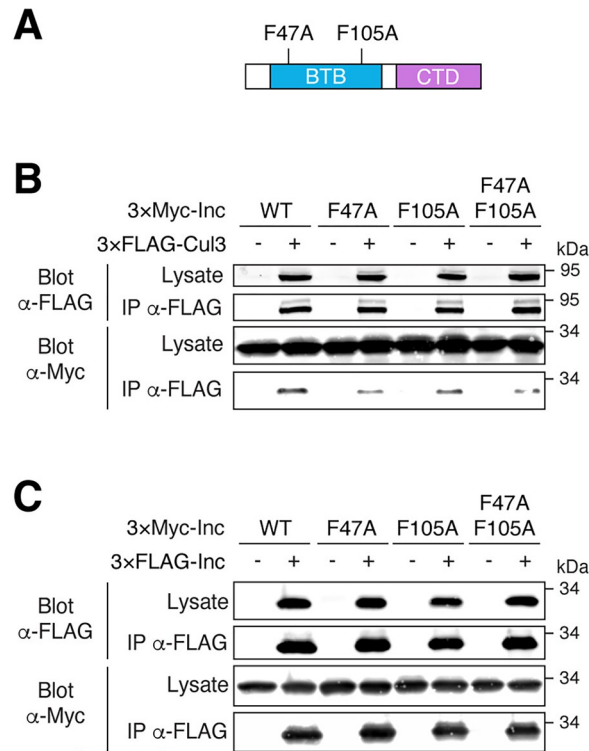 A
F47A F105A
BTB CTD
B
F47A
3×Myc-Inc WT F47A F105A F105A
3×FLAG-Cul3 - + - + - + - + kDa
Blot α-FLAG
Lysate 95
IP α-FLAG 95
Blot α-Myc
Lysate 34
IP α-FLAG 34
C
F47A
3×Myc-Inc WT F47A F105A F105A
3×FLAG-Inc - + - + - + - + kDa
Blot α-FLAG
Lysate 34
IP α-FLAG 34
Blot α-Myc
Lysate 34
IP α-FLAG 34